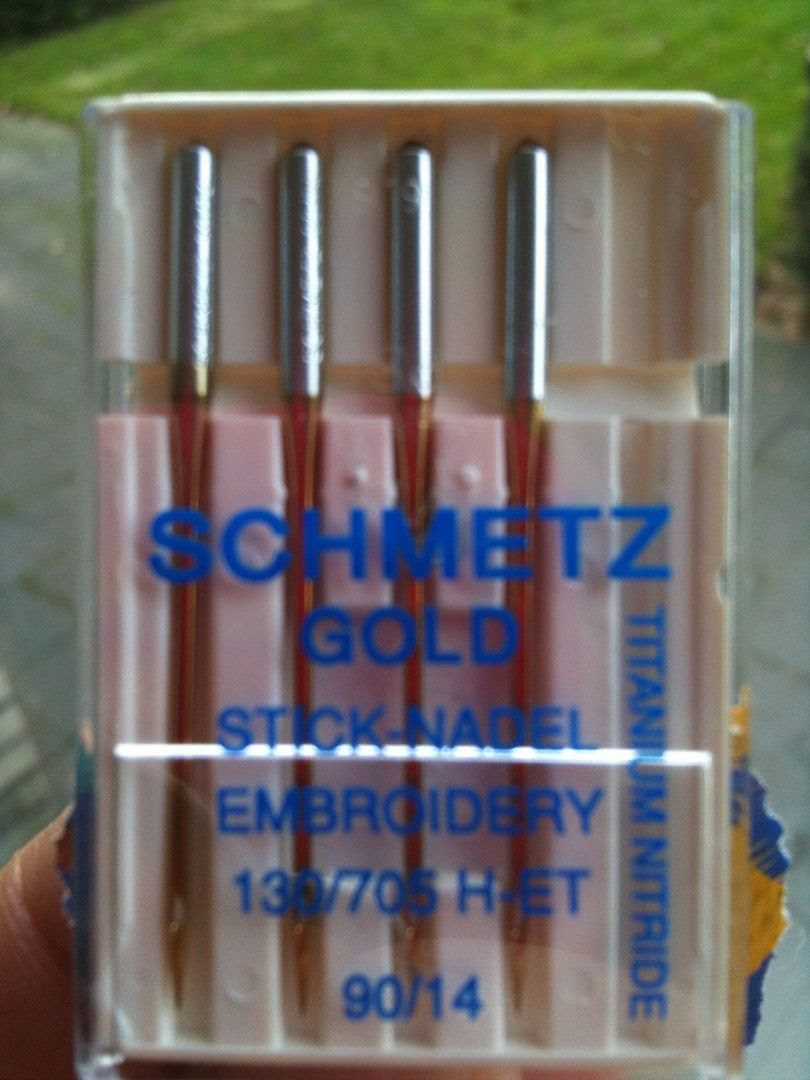 SCHMETZ
GOLD
STICK-NADEL
EMBROIDERY
130/705 H-ET
90/14
TITANIUM NITRIDE